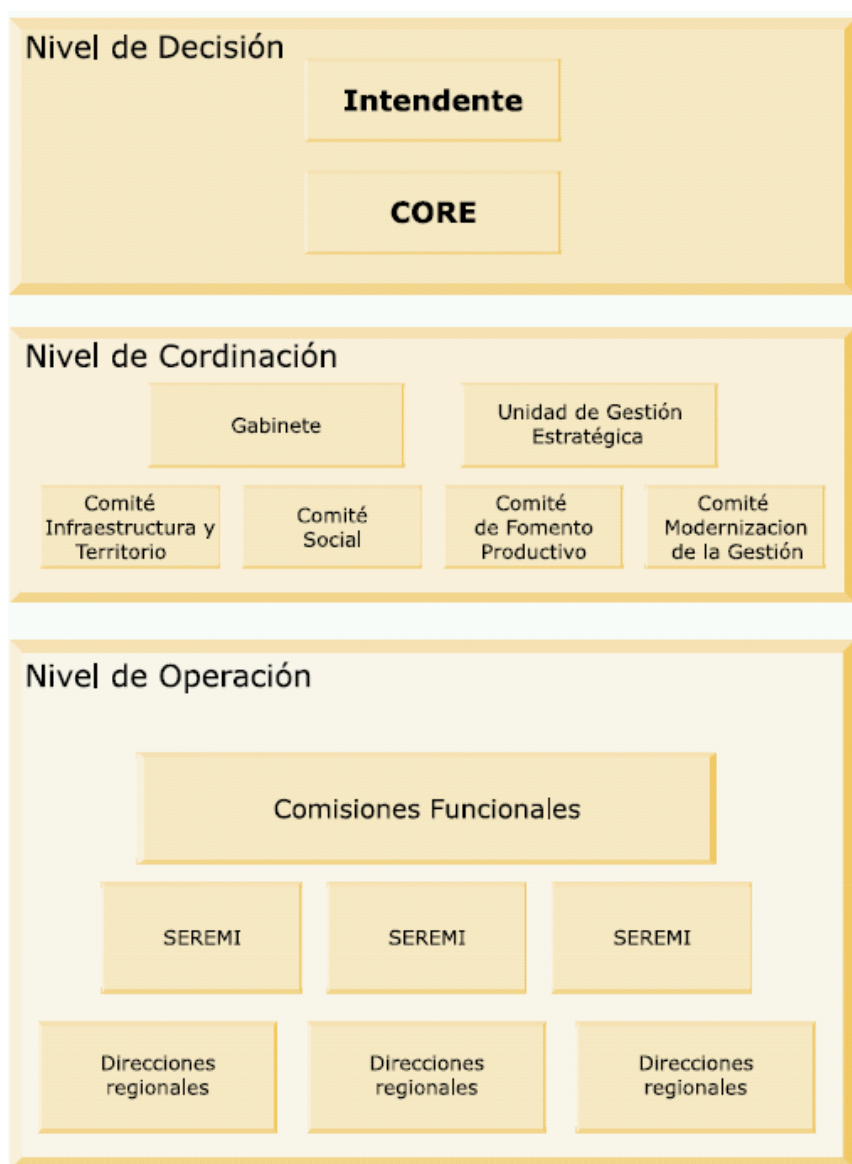 Nivel de Decisión
Intendente
CORE
Nivel de Cordinación
Gabinete
Unidad de Gestión
Estratégica
Comité
Infraestructura y
Territorio
Comité
Social
Comité
de Fomento
Productivo
Comité
Modernizacion
de la Gestión
Nivel de Operación
Comisiones Funcionales
SEREMI
SEREMI
SEREMI
Direcciones
regionales
Direcciones
regionales
Direcciones
regionales